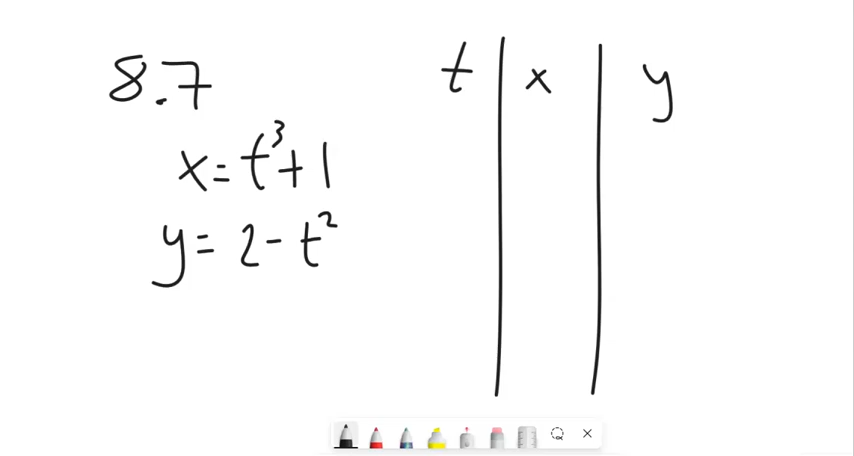 8.7
x = t³ + 1
y = 2 - t²
t x y